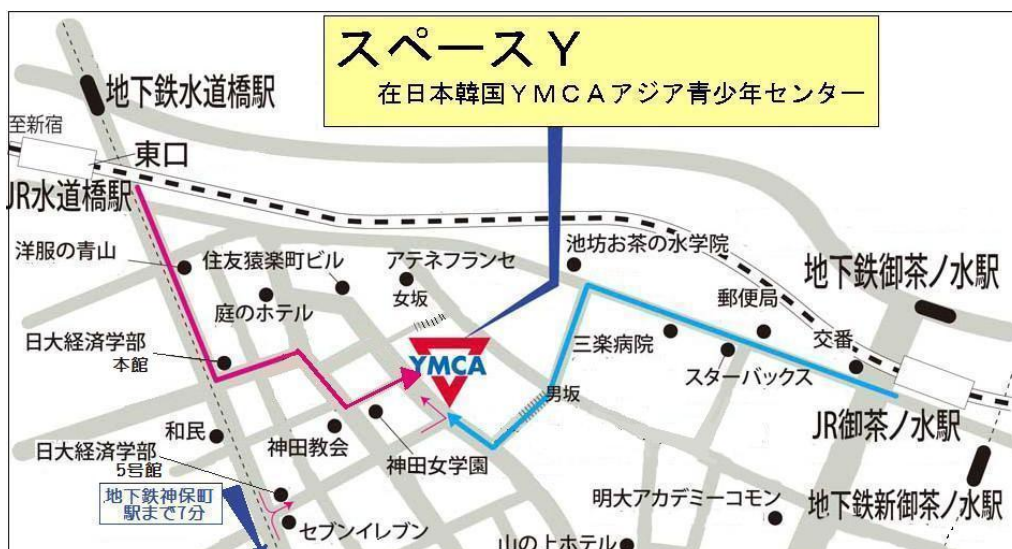 スペースＹ
在日本韓国ＹＭＣＡアジア青少年センター
地下鉄水道橋駅
至新宿
東口
JR水道橋駅
洋服の青山
住友猿楽町ビル
アテネフランセ
池坊お茶の水学院
地下鉄御茶ノ水駅
女坂
庭のホテル
郵便局
日大経済学部
本館
YMCA
三楽病院
交番
スターバックス
男坂
JR御茶ノ水駅
和民
日大経済学部
5号館
神田教会
神田女学園
地下鉄神保町
駅まで7分
セブンイレブン
明大アカデミーコモン
地下鉄新御茶ノ水駅
山の上ホテル